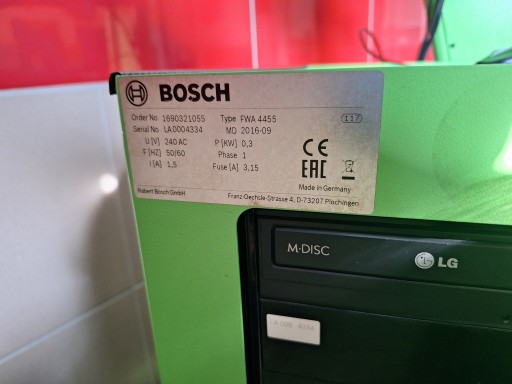 BOSCH
Order No 1690321055 Type FWA 4455 117
Serial No LA0004334 MD 2016-09
U [V] 240 AC P [KW] 0,3
F [HZ] 50/60 Phase 1
I [A] 1,5 Fuse [A] 3,15
CE
EAC
Made in Germany
Robert Bosch GmbH Franz-Oechsle-Strasse 4, D-73207 Plochingen
M-DISC LG